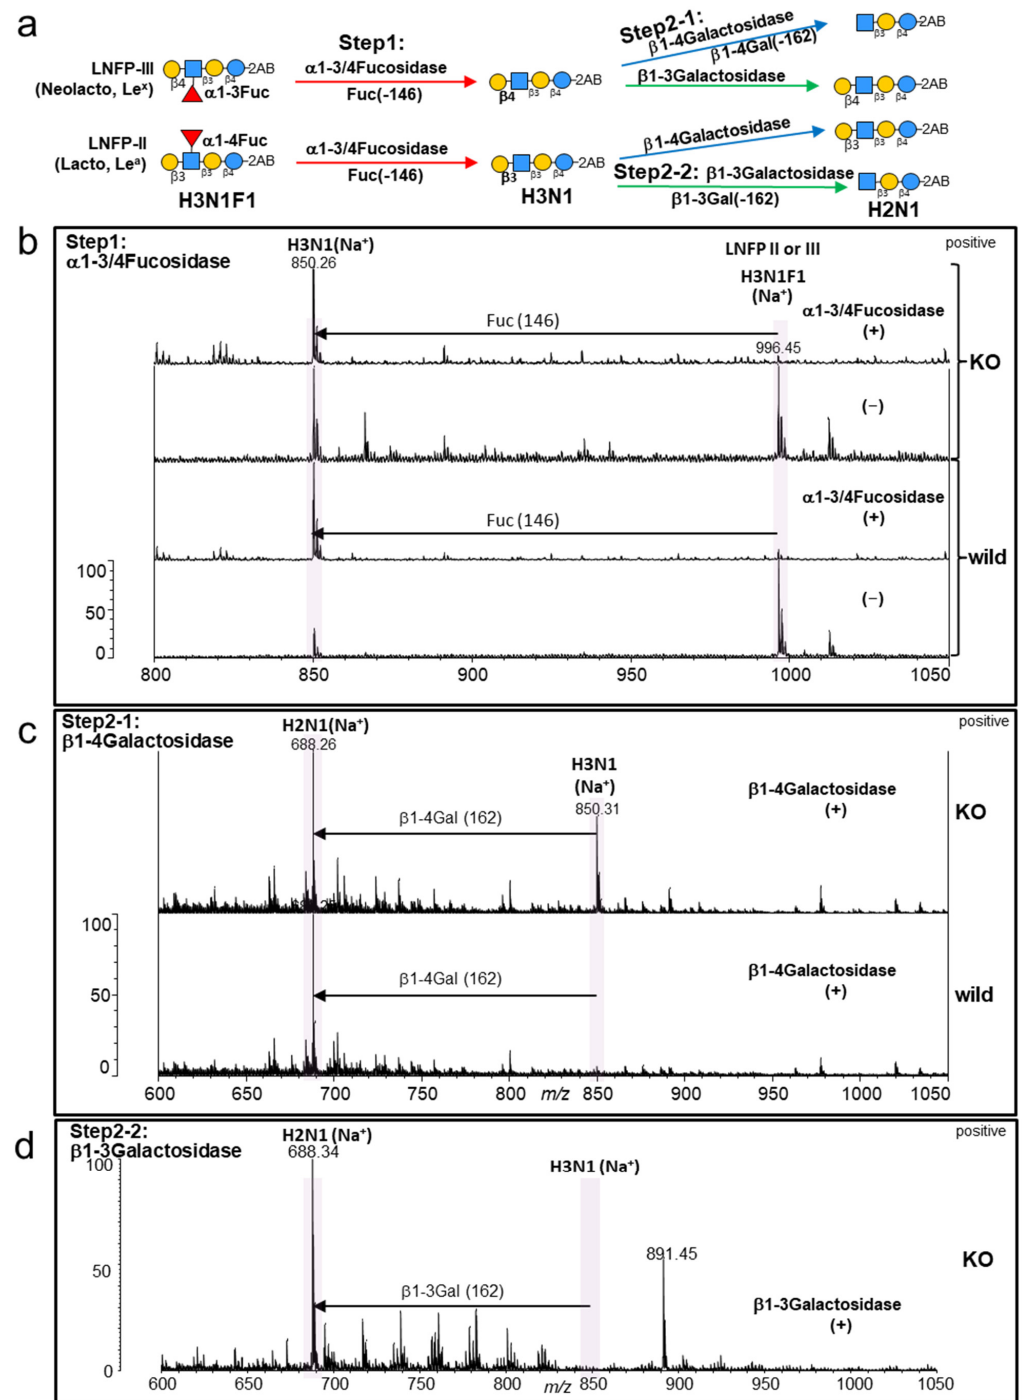 a
LNFP-III
(Neolacto, Leˣ)
β4 β3 β4 -2AB
α1-3Fuc
Step1:
α1-3/4Fucosidase
Fuc(-146)
β4 β3 β4 -2AB
Step2-1:
β1-4Galactosidase
β1-4Gal(-162)
β3 β4 -2AB
β1-3Galactosidase
β4 β3 β4 -2AB
LNFP-II
(Lacto, Leᵃ)
α1-4Fuc
β3 β3 β4 -2AB
H3N1F1
α1-3/4Fucosidase
Fuc(-146)
β3 β3 β4 -2AB
H3N1
β1-4Galactosidase
β3 β3 β4 -2AB
Step2-2: β1-3Galactosidase
β1-3Gal(-162)
β3 β4 -2AB
H2N1
b
Step1:
α1-3/4Fucosidase
H3N1(Na⁺)
850.26
LNFP II or III
H3N1F1
(Na⁺)
996.45
positive
Fuc (146)
α1-3/4Fucosidase
(+)
KO
(−)
Fuc (146)
α1-3/4Fucosidase
(+)
wild
(−)
100
50
0
800 850 900 950 1000 1050
c
Step2-1:
β1-4Galactosidase
H2N1(Na⁺)
688.26
H3N1
(Na⁺)
850.31
positive
β1-4Gal (162)
β1-4Galactosidase
(+)
KO
100
50
0
β1-4Gal (162)
β1-4Galactosidase
(+)
wild
600 650 700 750 800 m/z 850 900 950 1000 1050
d
Step2-2:
β1-3Galactosidase
H2N1 (Na⁺)
688.34
H3N1 (Na⁺)
positive
100
50
0
891.45
KO
β1-3Gal (162)
β1-3Galactosidase
(+)
600 650 700 750 800 m/z 850 900 950 1000 1050